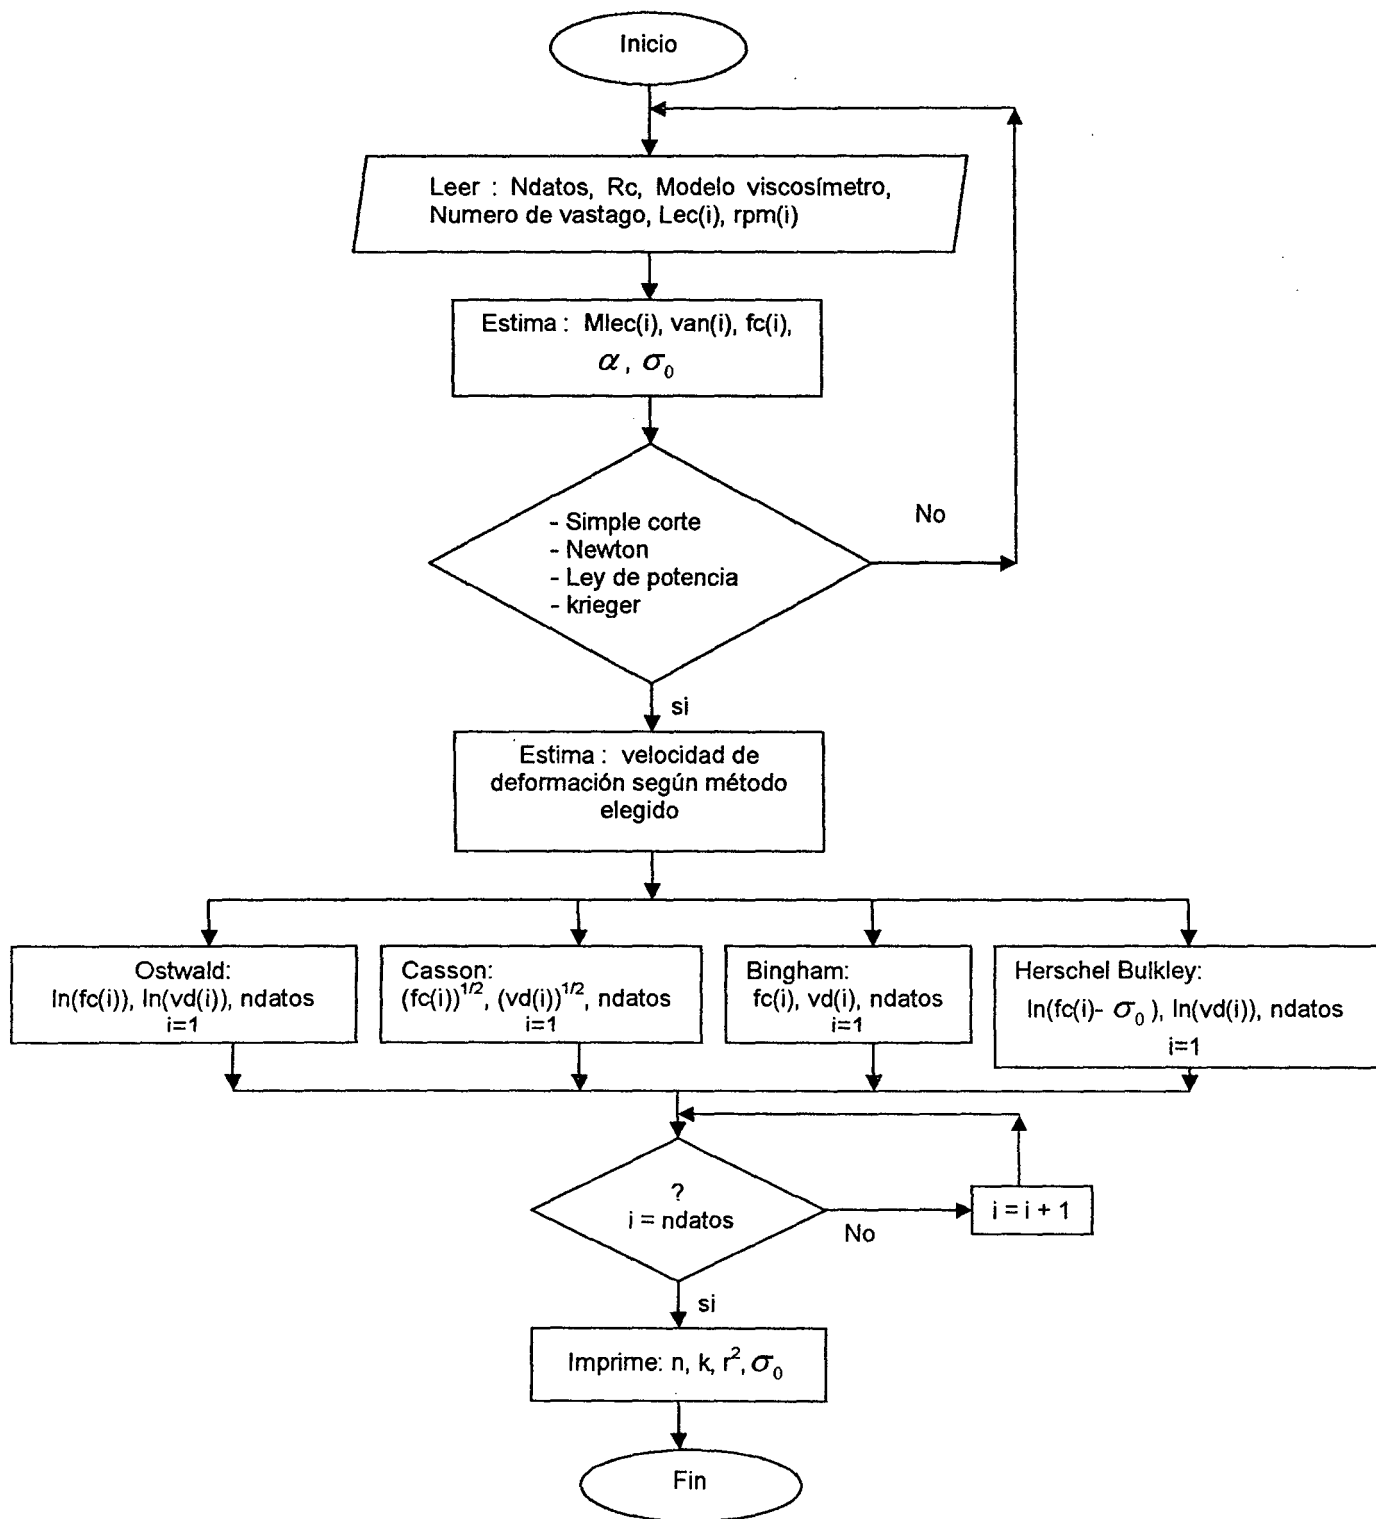 Inicio
Leer : Ndatos, Rc, Modelo viscosímetro,
Numero de vastago, Lec(i), rpm(i)
Estima : Mlec(i), van(i), fc(i),
α , σ₀
- Simple corte
- Newton
- Ley de potencia
- krieger
No
si
Estima : velocidad de
deformación según método
elegido
Ostwald:
ln(fc(i)), ln(vd(i)), ndatos
i=1
Casson:
(fc(i))^1/2, (vd(i))^1/2, ndatos
i=1
Bingham:
fc(i), vd(i), ndatos
i=1
Herschel Bulkley:
ln(fc(i)- σ₀ ), ln(vd(i)), ndatos
i=1
?
i = ndatos
No
i = i + 1
si
Imprime: n, k, r², σ₀
Fin